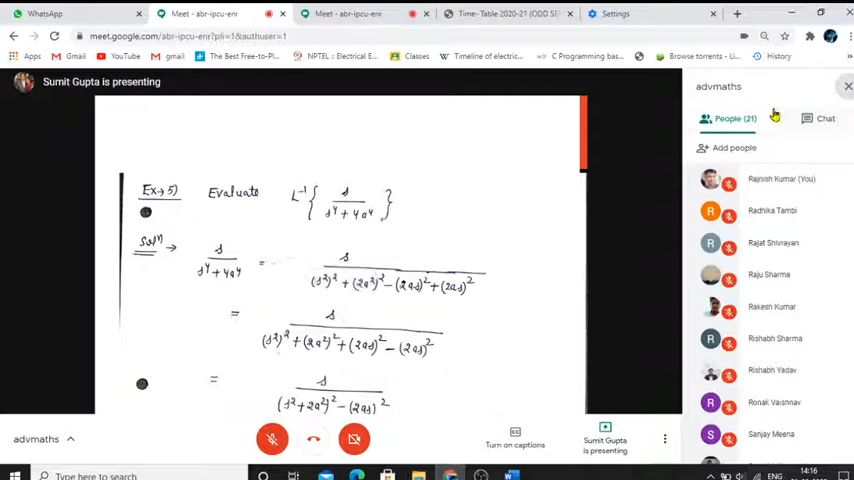 WhatsApp
Meet - abr-ipcu-enr
Meet - abr-ipcu-enr
Time- Table 2020-21 (ODD SE
Settings
meet.google.com/abr-ipcu-enr?pli=1&authuser=1
Apps
Gmail
YouTube
gmail
The Best Free-to-Pl
NPTEL :: Electrical E
Classes
Timeline of electric
C Programming bas
Browse torrents - Li
History
Sumit Gupta is presenting
Ex→5) Evaluate L⁻¹{ s / (s⁴ + 4a⁴) }
Solⁿ → s / (s⁴ + 4a⁴) = s / ((s²)² + (2a²)² - (2as)² + (2as)²)
= s / ((s²)² + (2a²)² + (2as)² - (2as)²)
= s / ((s² + 2a²)² - (2as)²)
advmaths
People (21)
Chat
Add people
Rajnish Kumar (You)
R Radhika Tambi
Rajat Shivrayan
Raju Sharma
Rakesh Kumar
R Rishabh Sharma
Rishabh Yadav
R Ronak Vaishnav
S Sanjay Meena
advmaths
Turn on captions
Sumit Gupta
is presenting
Type here to search
ENG
14:16